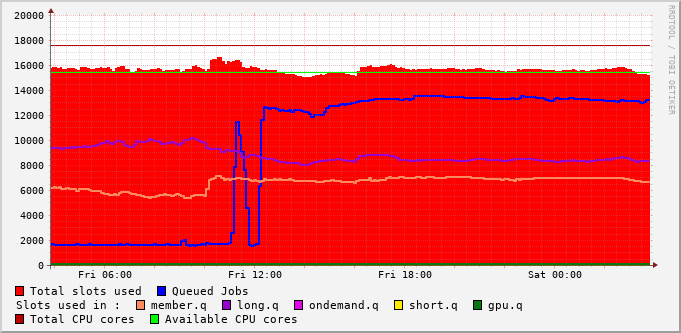 20000
18000
16000
14000
12000
10000
8000
6000
4000
2000
0
Fri 06:00 Fri 12:00 Fri 18:00 Sat 00:00
RRDTOOL / TOBI OETIKER
Total slots used Queued Jobs
Slots used in : member.q long.q ondemand.q short.q gpu.q
Total CPU cores Available CPU cores